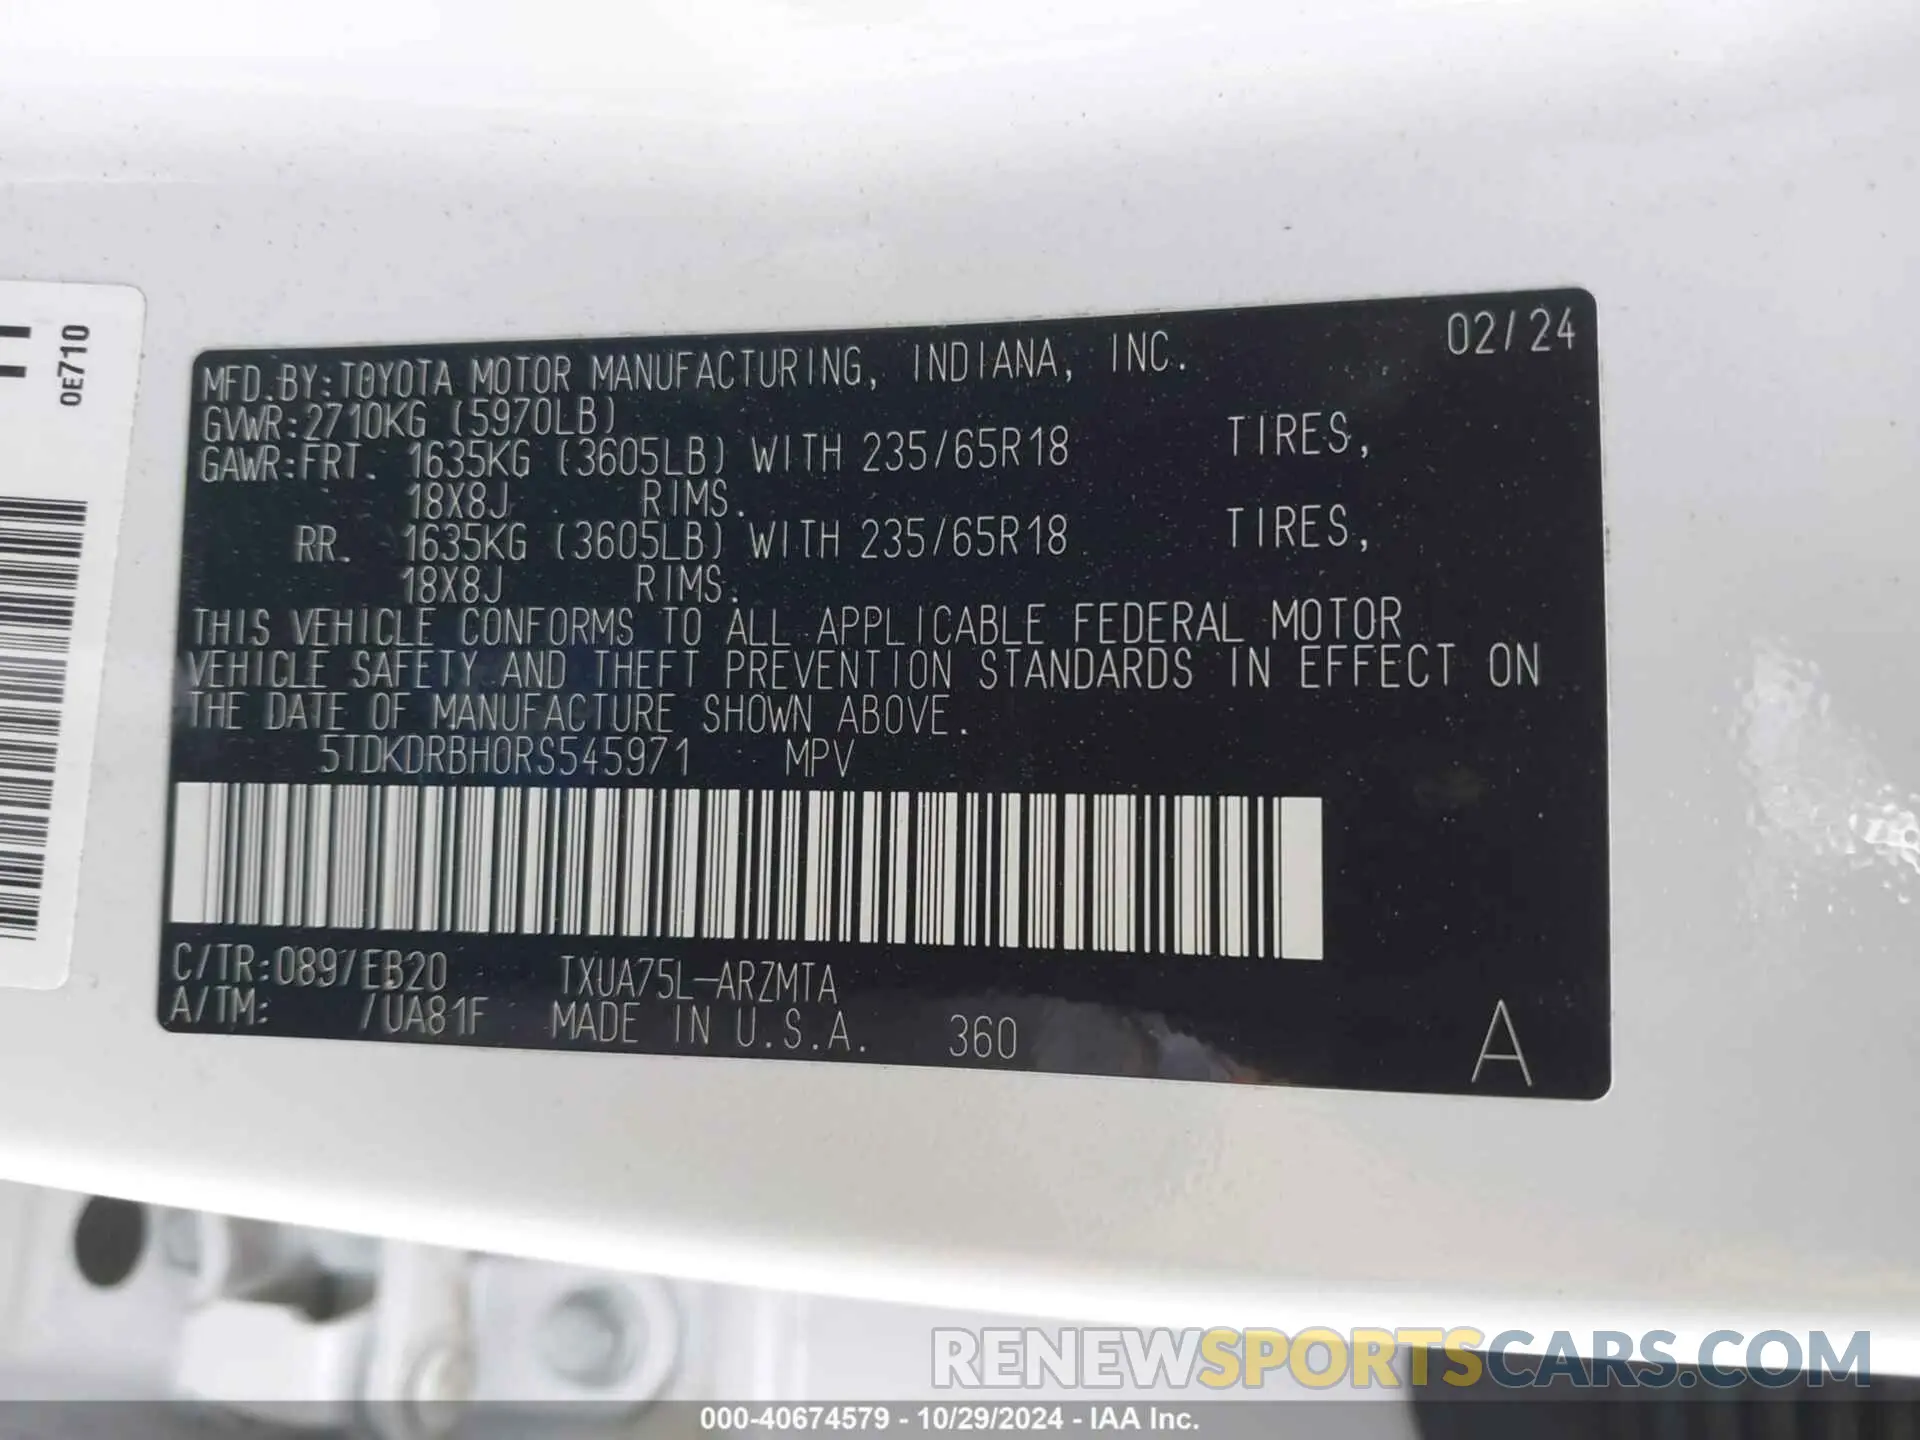 0E710
02/24
MFD.BY:TOYOTA MOTOR MANUFACTURING, INDIANA, INC.
GVWR:2710KG (5970LB)
GAWR:FRT. 1635KG (3605LB) WITH 235/65R18 TIRES,
18X8J RIMS.
RR. 1635KG (3605LB) WITH 235/65R18 TIRES,
18X8J RIMS.
THIS VEHICLE CONFORMS TO ALL APPLICABLE FEDERAL MOTOR
VEHICLE SAFETY AND THEFT PREVENTION STANDARDS IN EFFECT ON
THE DATE OF MANUFACTURE SHOWN ABOVE.
5TDKDRBH0RS545971 MPV
C/TR:089/EB20 TXUA75L-ARZMTA
A/TM: /UA81F MADE IN U.S.A. 360
A
RENEWSPORTSCARS.COM
000-40674579 - 10/29/2024 - IAA Inc.